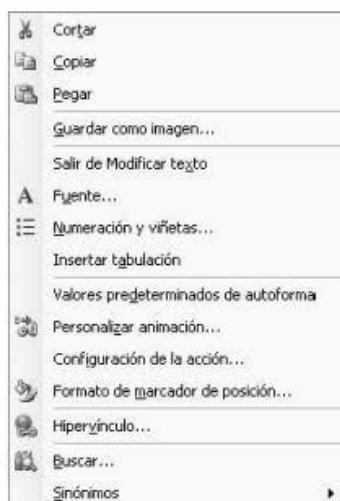 Cortar
Copiar
Pegar
Guardar como imagen...
Salir de Modificar texto
Fuente...
Numeración y viñetas...
Insertar tabulación
Valores predeterminados de autoforma
Personalizar animación...
Configuración de la acción...
Formato de marcador de posición...
Hipervínculo...
Buscar...
Sinónimos